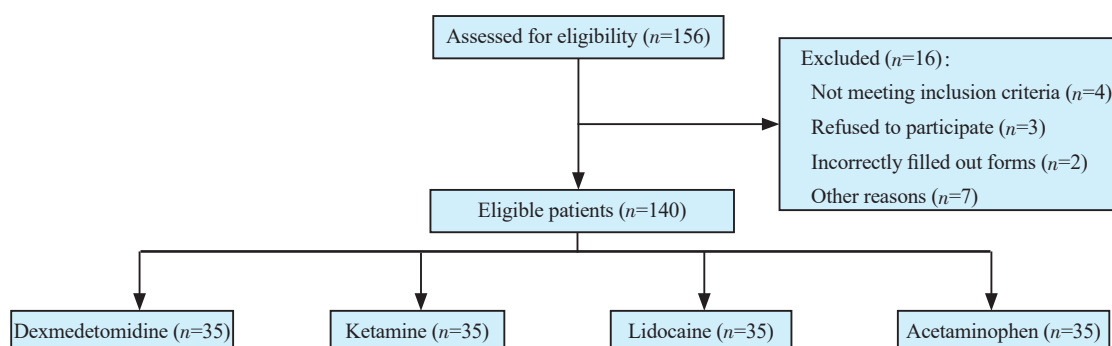 Assessed for eligibility (n=156)
Excluded (n=16):
Not meeting inclusion criteria (n=4)
Refused to participate (n=3)
Incorrectly filled out forms (n=2)
Other reasons (n=7)
Eligible patients (n=140)
Dexmedetomidine (n=35)
Ketamine (n=35)
Lidocaine (n=35)
Acetaminophen (n=35)